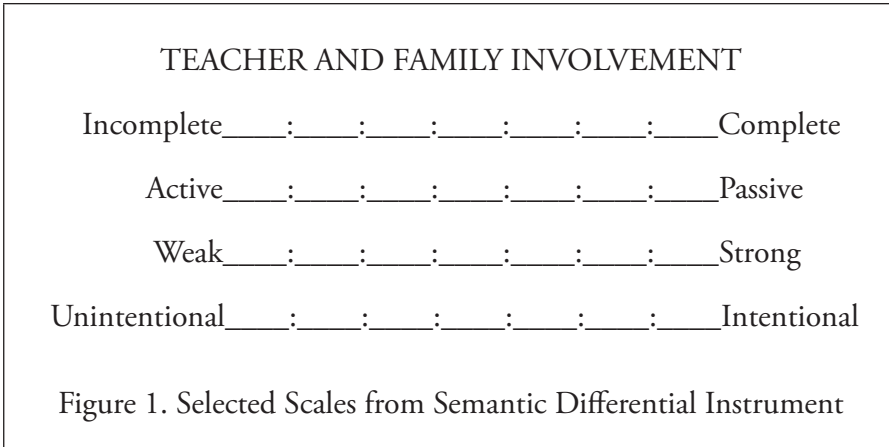 TEACHER AND FAMILY INVOLVEMENT
Incomplete____:____:____:____:____:____:____Complete
Active____:____:____:____:____:____:____Passive
Weak____:____:____:____:____:____:____Strong
Unintentional____:____:____:____:____:____:____Intentional
Figure 1. Selected Scales from Semantic Differential Instrument